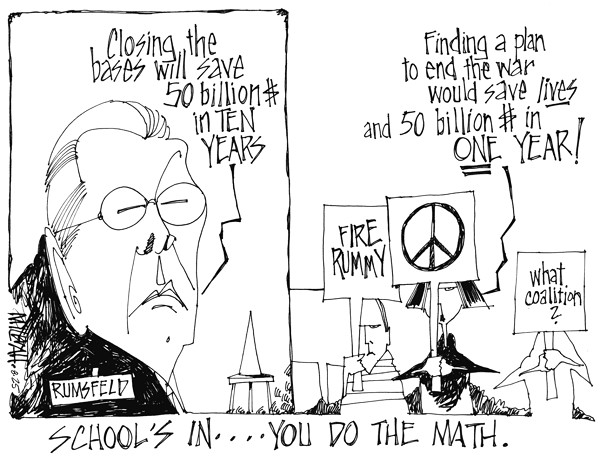 Closing the
bases will save
50 billion $
in TEN
YEARS
Finding a plan
to end the war
would save lives
and 50 billion $ in
ONE YEAR!
FIRE
RUMMY
what
coalition
?
RUMSFELD
SCHOOL'S IN.... YOU DO THE MATH.